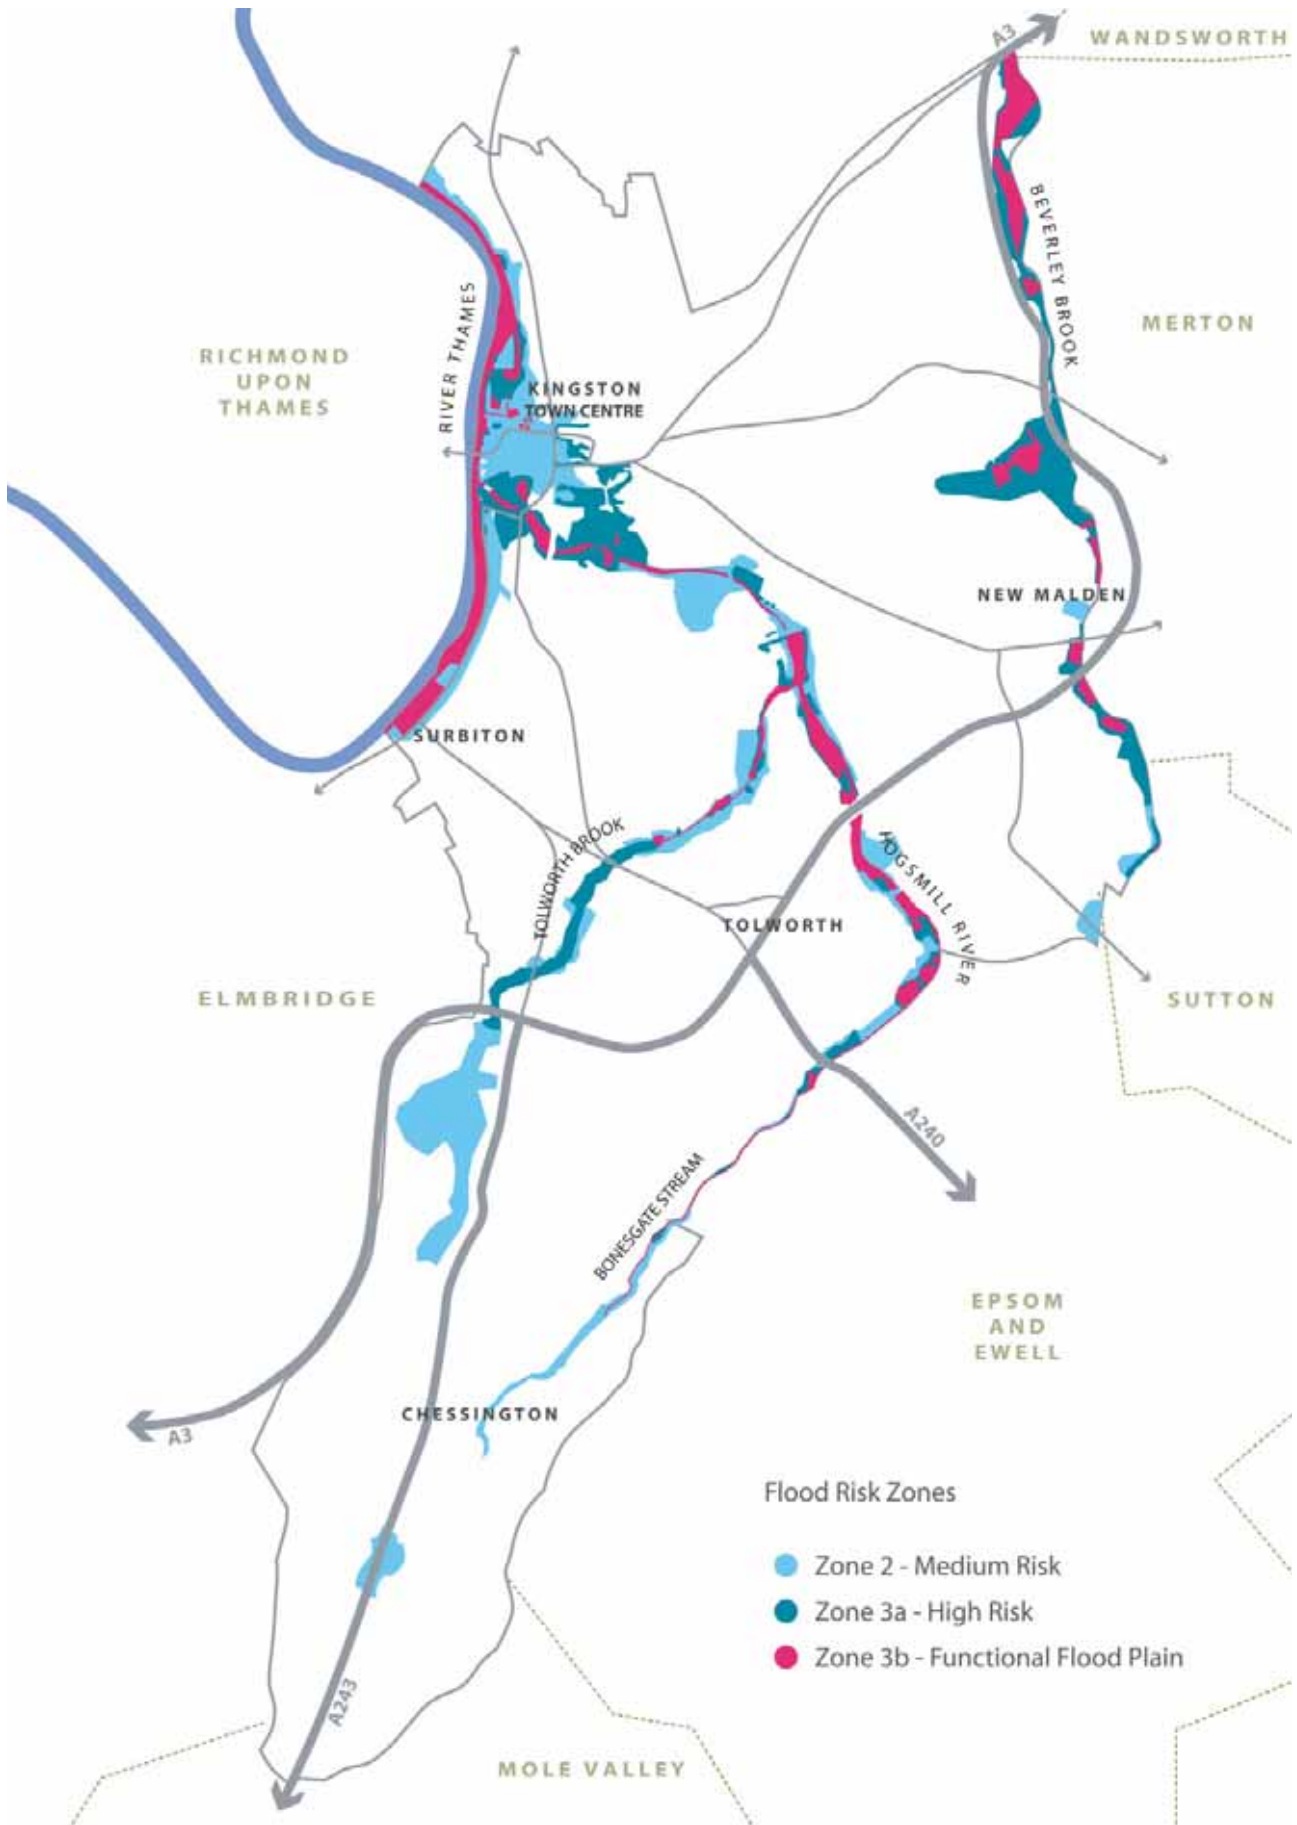 A3
WANDSWORTH
BEVERLEY BROOK
MERTON
RIVER THAMES
RICHMOND
UPON
THAMES
KINGSTON
TOWN CENTRE
NEW MALDEN
SURBITON
TOLWORTH BROOK
HOGSMILL RIVER
TOLWORTH
ELMBRIDGE
SUTTON
A240
BONESGATE STREAM
EPSOM
AND
EWELL
CHESSINGTON
A3
Flood Risk Zones
Zone 2 - Medium Risk
Zone 3a - High Risk
Zone 3b - Functional Flood Plain
A243
MOLE VALLEY